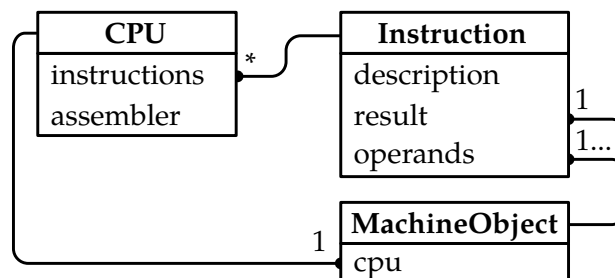 CPU
instructions
*
assembler
Instruction
description
result
1
operands
1...
MachineObject
1
cpu